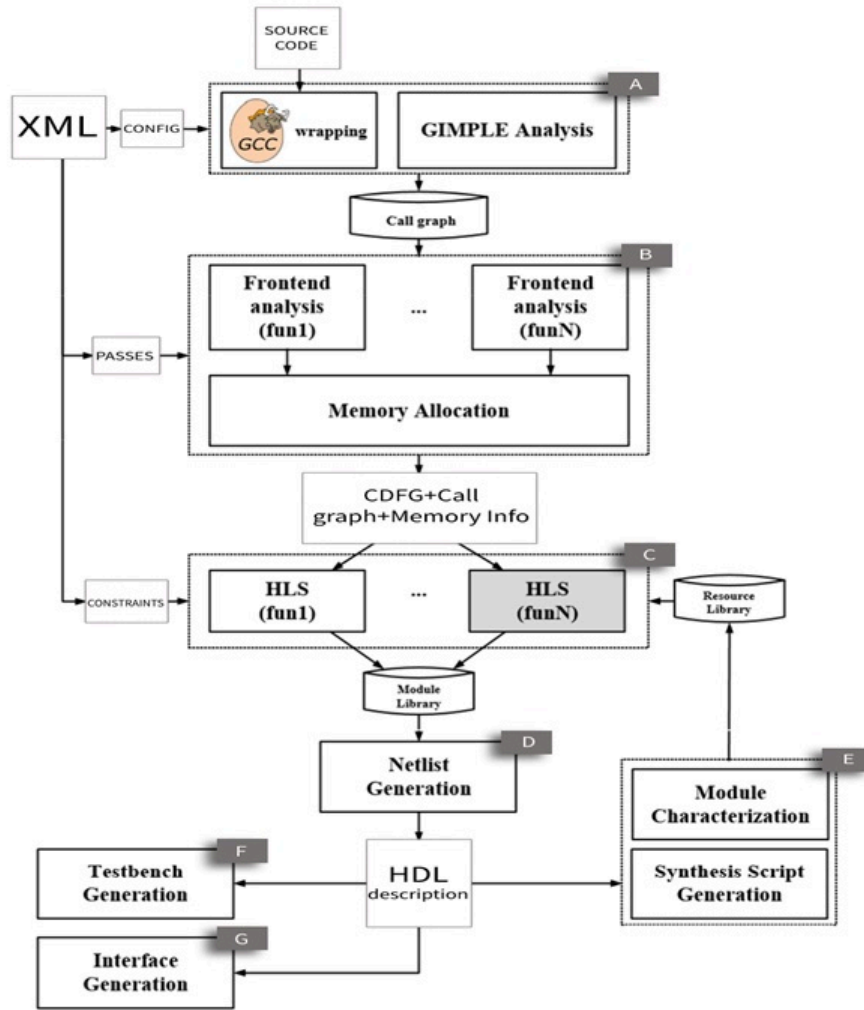 SOURCE
CODE
A
XML
CONFIG
GCC
wrapping
GIMPLE Analysis
Call graph
B
Frontend
analysis
(fun1)
...
Frontend
analysis
(funN)
PASSES
Memory Allocation
CDFG+Call
graph+Memory Info
C
CONSTRAINTS
HLS
(fun1)
...
HLS
(funN)
Resource
Library
Module
Library
D
Netlist
Generation
E
Module
Characterization
Synthesis Script
Generation
F
Testbench
Generation
HDL
description
G
Interface
Generation